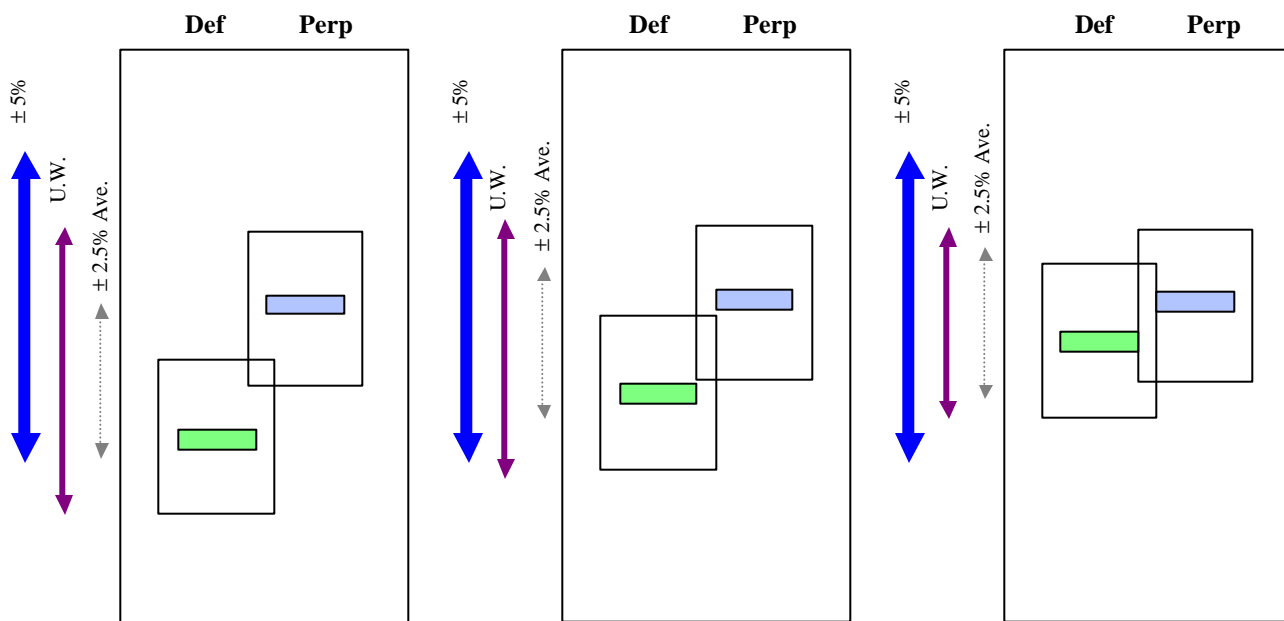 Def Perp
± 5%
U.W.
± 2.5% Ave.
Def Perp
± 5%
U.W.
± 2.5% Ave.
Def Perp
± 5%
U.W.
± 2.5% Ave.